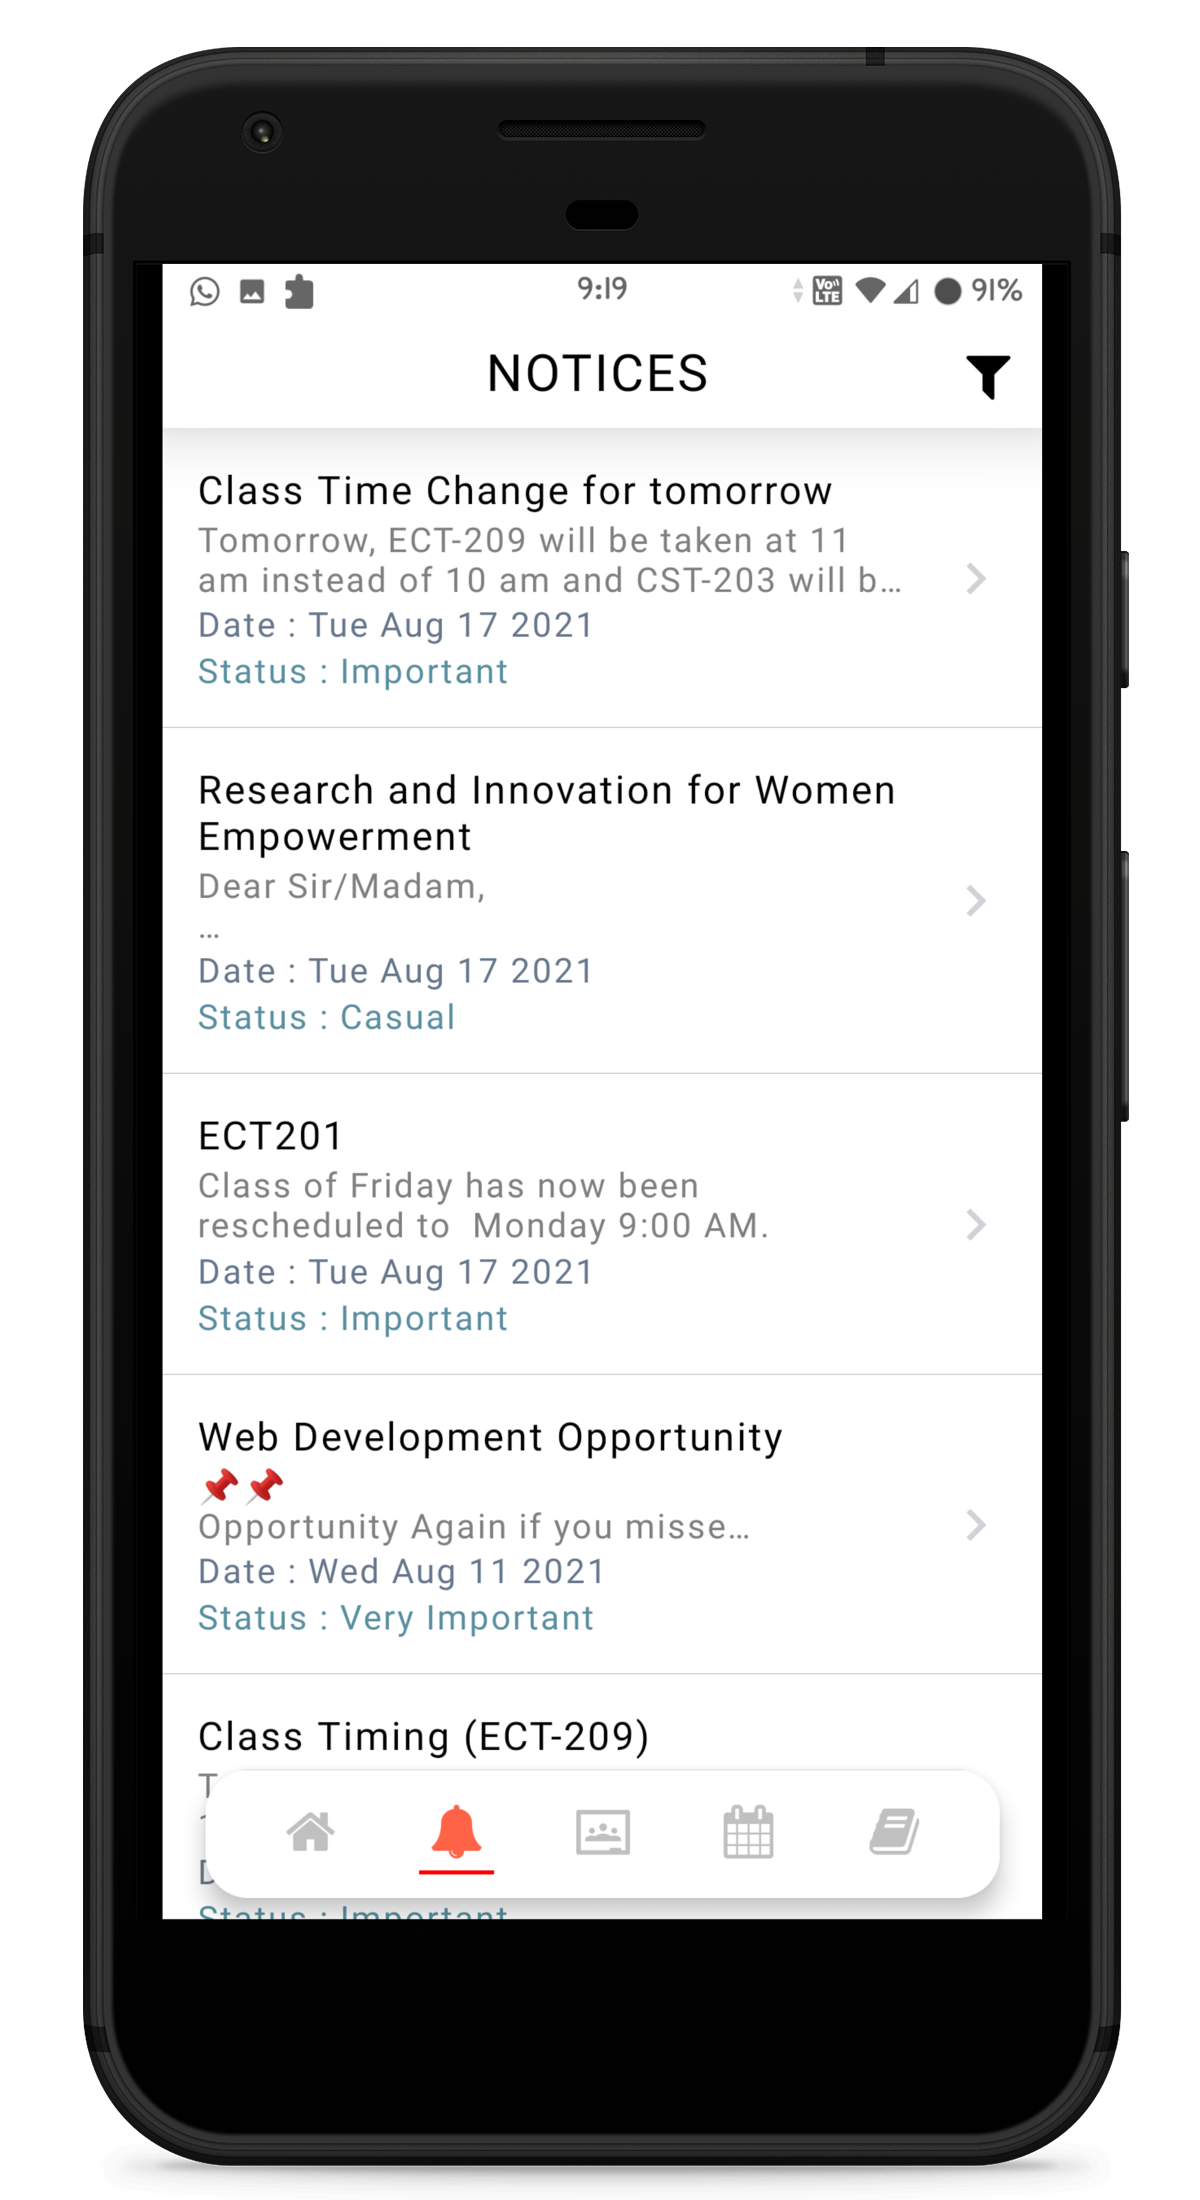 9:19
Vo LTE
91%
NOTICES
Class Time Change for tomorrow
Tomorrow, ECT-209 will be taken at 11
am instead of 10 am and CST-203 will b...
Date : Tue Aug 17 2021
Status : Important
Research and Innovation for Women
Empowerment
Dear Sir/Madam,
...
Date : Tue Aug 17 2021
Status : Casual
ECT201
Class of Friday has now been
rescheduled to  Monday 9:00 AM.
Date : Tue Aug 17 2021
Status : Important
Web Development Opportunity
📌📌
Opportunity Again if you misse...
Date : Wed Aug 11 2021
Status : Very Important
Class Timing (ECT-209)
Status : Important